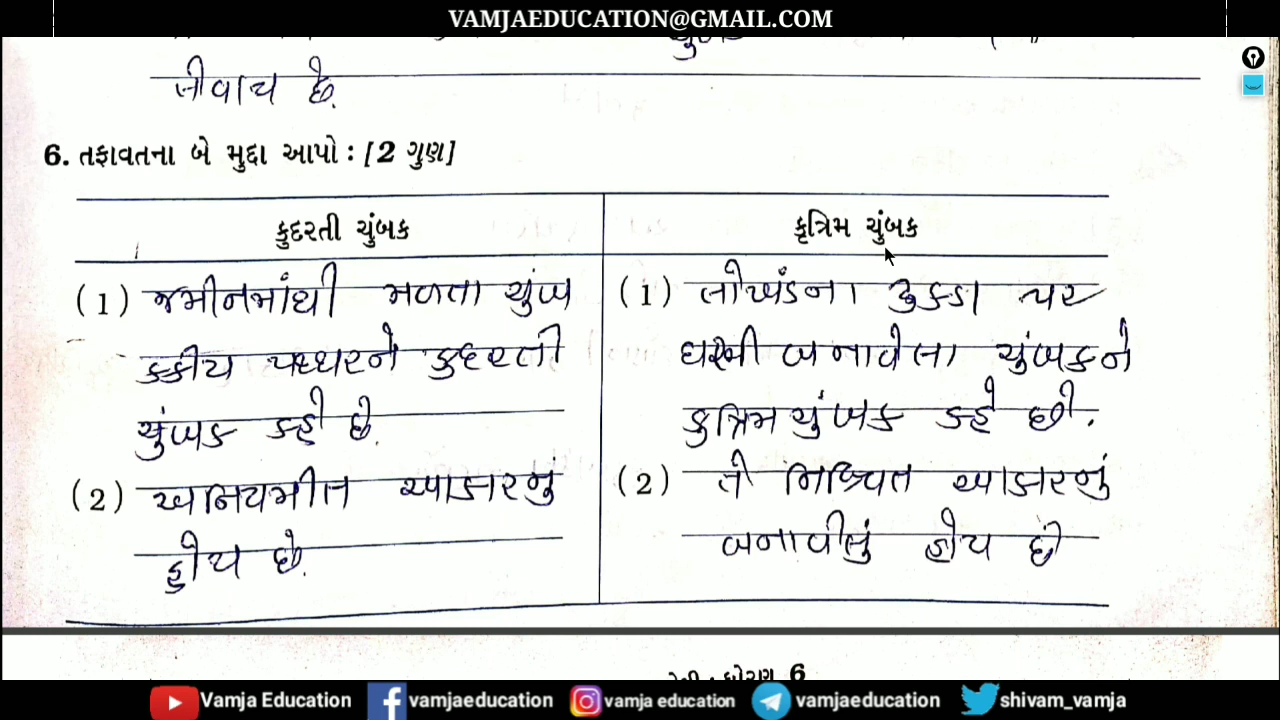 VAMJAEDUCATION@GMAIL.COM
છે.
6. તફાવતના બે મુદ્દા આપો : [2 ગુણ]
કુદરતી ચુંબક
(1) જમીનમાંથી મળતા ચુંબ
કકીય પથ્થરને કુદરતી
ચુંબક કહે છે.
(2) અનિયમીત આકારનું
હોય છે.
કૃત્રિમ ચુંબક
(1) લોખંડના ટુકડા પર
ઘસી બનાવેલા ચુંબકને
કુત્રિમ ચુંબક કહે છે.
(2) તે નિશ્ચિત આકારનું
બનાવેલું હોય છે
6
Vamja Education
vamjaeducation
vamja education
vamjaeducation
shivam_vamja